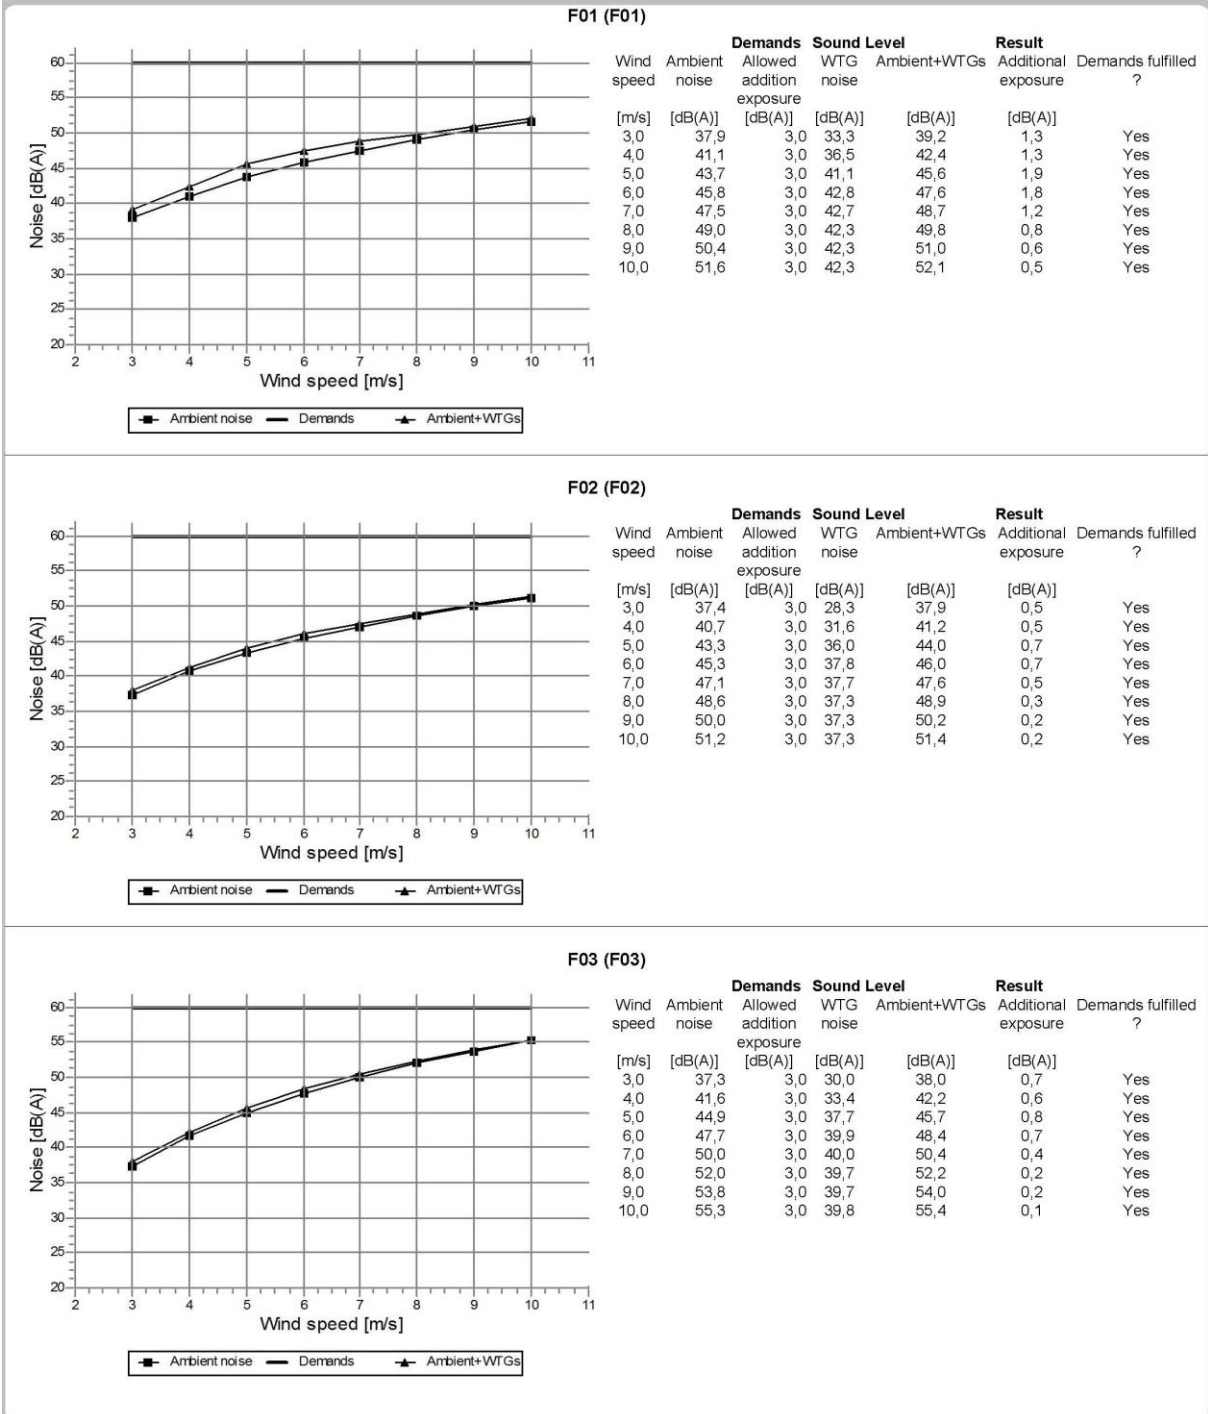 F01 (F01)
Noise [dB(A)]
60
55
50
45
40
35
30
25
20
2 3 4 5 6 7 8 9 10 11
Wind speed [m/s]
Ambient noise Demands Ambient+WTGs
Demands Sound Level Result
Wind Ambient Allowed WTG Ambient+WTGs Additional Demands fulfilled
speed noise addition noise exposure ?
exposure
[m/s] [dB(A)] [dB(A)] [dB(A)] [dB(A)] [dB(A)]
3,0 37,9 3,0 33,3 39,2 1,3 Yes
4,0 41,1 3,0 36,5 42,4 1,3 Yes
5,0 43,7 3,0 41,1 45,6 1,9 Yes
6,0 45,8 3,0 42,8 47,6 1,8 Yes
7,0 47,5 3,0 42,7 48,7 1,2 Yes
8,0 49,0 3,0 42,3 49,8 0,8 Yes
9,0 50,4 3,0 42,3 51,0 0,6 Yes
10,0 51,6 3,0 42,3 52,1 0,5 Yes
F02 (F02)
Noise [dB(A)]
60
55
50
45
40
35
30
25
20
2 3 4 5 6 7 8 9 10 11
Wind speed [m/s]
Ambient noise Demands Ambient+WTGs
Demands Sound Level Result
Wind Ambient Allowed WTG Ambient+WTGs Additional Demands fulfilled
speed noise addition noise exposure ?
exposure
[m/s] [dB(A)] [dB(A)] [dB(A)] [dB(A)] [dB(A)]
3,0 37,4 3,0 28,3 37,9 0,5 Yes
4,0 40,7 3,0 31,6 41,2 0,5 Yes
5,0 43,3 3,0 36,0 44,0 0,7 Yes
6,0 45,3 3,0 37,8 46,0 0,7 Yes
7,0 47,1 3,0 37,7 47,6 0,5 Yes
8,0 48,6 3,0 37,3 48,9 0,3 Yes
9,0 50,0 3,0 37,3 50,2 0,2 Yes
10,0 51,2 3,0 37,3 51,4 0,2 Yes
F03 (F03)
Noise [dB(A)]
60
55
50
45
40
35
30
25
20
2 3 4 5 6 7 8 9 10 11
Wind speed [m/s]
Ambient noise Demands Ambient+WTGs
Demands Sound Level Result
Wind Ambient Allowed WTG Ambient+WTGs Additional Demands fulfilled
speed noise addition noise exposure ?
exposure
[m/s] [dB(A)] [dB(A)] [dB(A)] [dB(A)] [dB(A)]
3,0 37,3 3,0 30,0 38,0 0,7 Yes
4,0 41,6 3,0 33,4 42,2 0,6 Yes
5,0 44,9 3,0 37,7 45,7 0,8 Yes
6,0 47,7 3,0 39,9 48,4 0,7 Yes
7,0 50,0 3,0 40,0 50,4 0,4 Yes
8,0 52,0 3,0 39,7 52,2 0,2 Yes
9,0 53,8 3,0 39,7 54,0 0,2 Yes
10,0 55,3 3,0 39,8 55,4 0,1 Yes